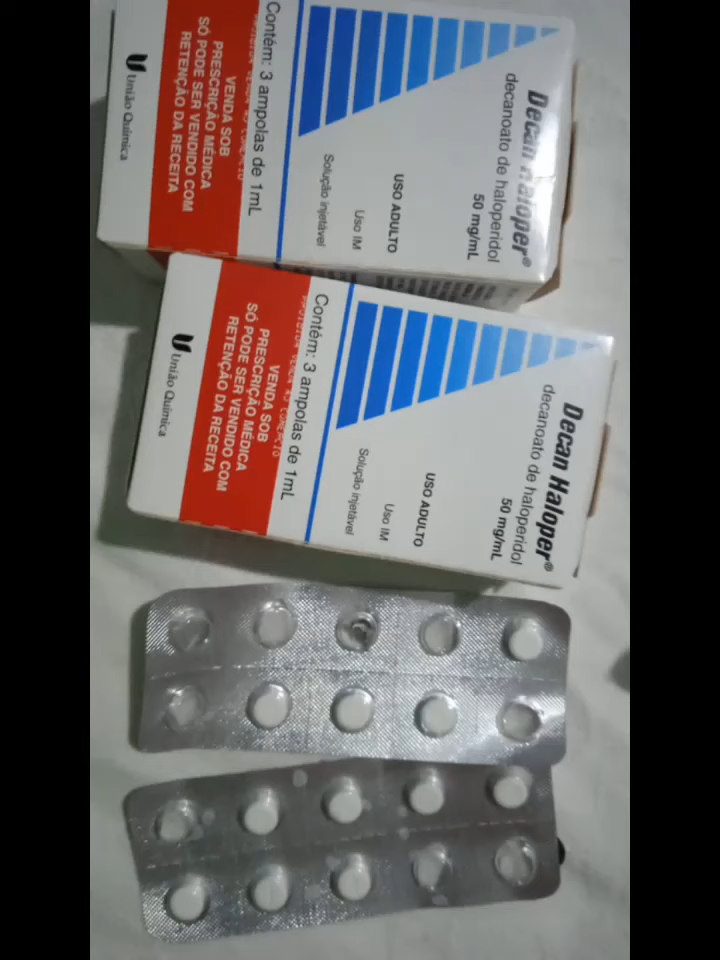 Decan Haloper®
decanoato de haloperidol
50 mg/mL
USO ADULTO
Uso IM
Solução injetável
Contém: 3 ampolas de 1mL
VENDA SOB
PRESCRIÇÃO MÉDICA
SÓ PODE SER VENDIDO COM
RETENÇÃO DA RECEITA
União Química
Decan Haloper®
decanoato de haloperidol
50 mg/mL
USO ADULTO
Uso IM
Solução injetável
Contém: 3 ampolas de 1mL
VENDA SOB
PRESCRIÇÃO MÉDICA
SÓ PODE SER VENDIDO COM
RETENÇÃO DA RECEITA
União Química